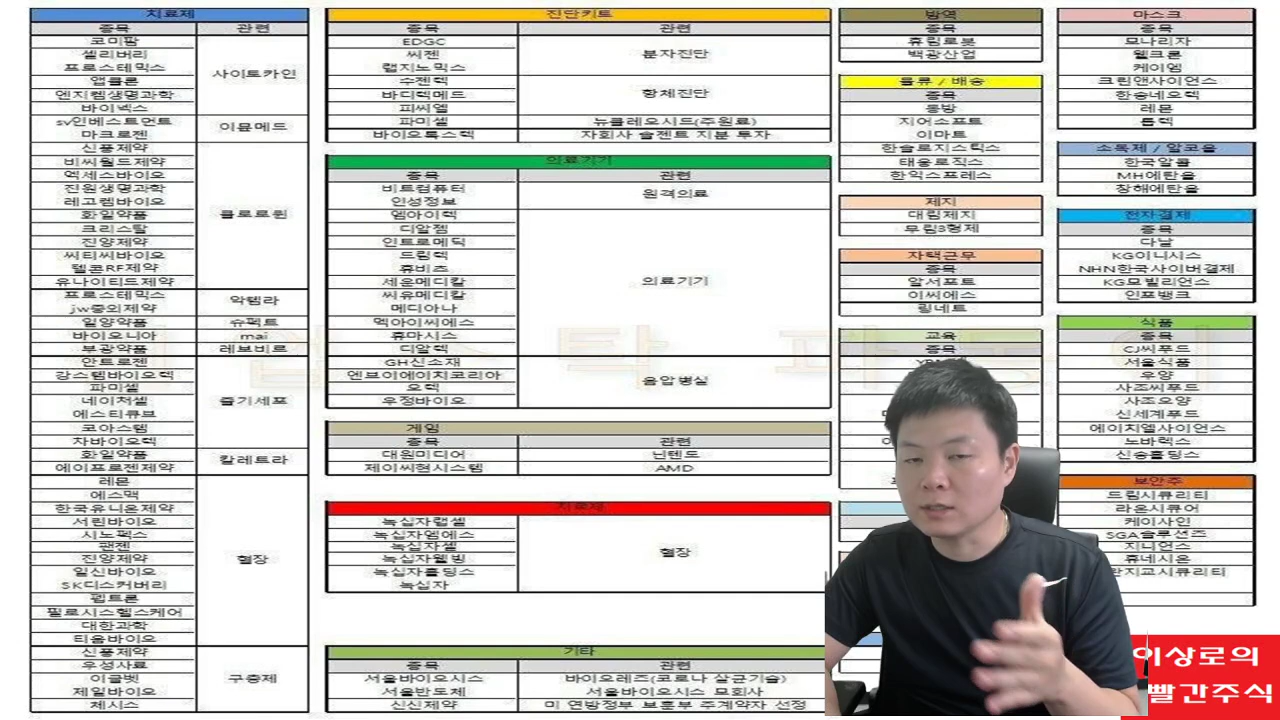 치료제
종목 관련
코미팜
셀리버리
프로스테믹스
앱클론
엔지켐생명과학
바이넥스
사이토카인
sv인베스트먼트
마크로젠
이뮨메드
신풍제약
비씨월드제약
엑세스바이오
진원생명과학
레고켐바이오
화일약품
크리스탈
진양제약
씨티씨바이오
텔콘RF제약
유나이티드제약
클로로퀸
프로스테믹스
jw중외제약
악템라
일양약품 슈펙트
바이오니아 mai
부광약품 레보비르
안트로젠
강스템바이오텍
파미셀
네이처셀
에스티큐브
코아스템
차바이오텍
줄기세포
화일약품
에이프로젠제약
칼레트라
레몬
에스맥
한국유니온제약
서린바이오
시노펙스
팬젠
진양제약
일신바이오
SK디스커버리
펩트론
필로시스헬스케어
대한과학
티움바이오
혈장
신풍제약
우성사료
이글벳
제일바이오
체시스
구충제
진단키트
종목 관련
EDGC
씨젠
랩지노믹스
분자진단
수젠텍
바디텍메드
피씨엘
항체진단
파미셀 뉴클레오시드(주원료)
바이오톡스텍 자회사 솔젠트 지분 투자
의료기기
종목 관련
비트컴퓨터
인성정보
원격의료
엠아이텍
디알젬
인트로메딕
드림텍
휴비츠
세운메디칼
씨유메디칼
메디아나
멕아이씨에스
휴마시스
디알텍
의료기기
GH신소재
엔브이에이치코리아
오텍
우정바이오
음압병실
게임
종목 관련
대원미디어 닌텐도
제이씨현시스템 AMD
치료제
녹십자랩셀
녹십자엠에스
녹십자셀
녹십자웰빙
녹십자홀딩스
녹십자
혈장
기타
종목 관련
서울바이오시스 바이오레즈(코로나 살균기술)
서울반도체 서울바이오시스 모회사
신신제약 미 연방정부 보훈부 주계약자 선정
방역
종목
휴림로봇
백광산업
물류 / 배송
종목
동방
지어소프트
이마트
한솔로지스틱스
태웅로직스
한익스프레스
제지
대림제지
무림3형제
재택근무
종목
알서포트
이씨에스
링네트
교육
종목
마스크
종목
모나리자
웰크론
케이엠
크린앤사이언스
한송네오텍
레몬
톱텍
소독제 / 알코올
한국알콜
MH에탄올
창해에탄올
전자결제
종목
다날
KG이니시스
NHN한국사이버결제
KG모빌리언스
인포뱅크
식품
종목
CJ씨푸드
서울식품
우양
사조씨푸드
사조오양
신세계푸드
에이치엘사이언스
노바렉스
신송홀딩스
보안주
드림시큐리티
라온시큐어
케이사인
SGA솔루션즈
지니언스
휴네시온
한지교시큐리티
이상로의
빨간주식